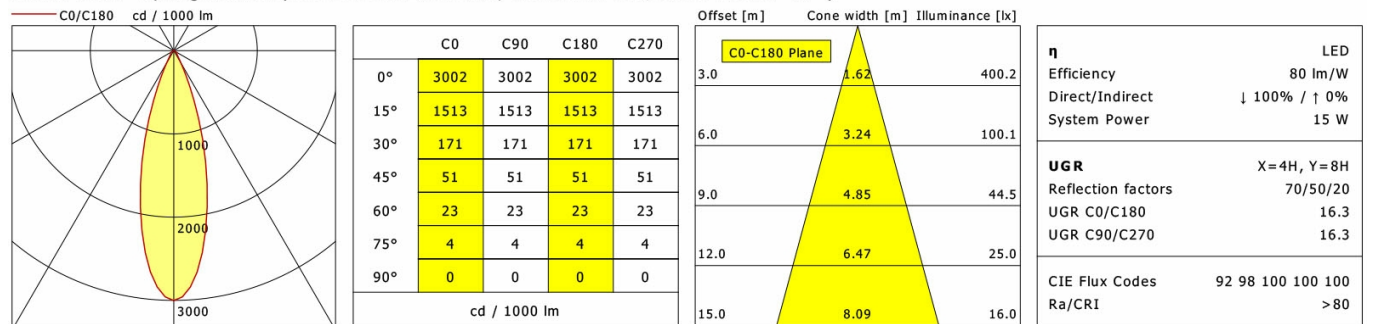 C0/C180 cd / 1000 lm
1000
2000
3000
C0 C90 C180 C270
0° 3002 3002 3002 3002
15° 1513 1513 1513 1513
30° 171 171 171 171
45° 51 51 51 51
60° 23 23 23 23
75° 4 4 4 4
90° 0 0 0 0
cd / 1000 lm
Offset [m] Cone width [m] Illuminance [lx]
C0-C180 Plane
3.0 1.62 400.2
6.0 3.24 100.1
9.0 4.85 44.5
12.0 6.47 25.0
15.0 8.09 16.0
η LED
Efficiency 80 lm/W
Direct/Indirect ↓ 100% / ↑ 0%
System Power 15 W
UGR X=4H, Y=8H
Reflection factors 70/50/20
UGR C0/C180 16.3
UGR C90/C270 16.3
CIE Flux Codes 92 98 100 100 100
Ra/CRI >80